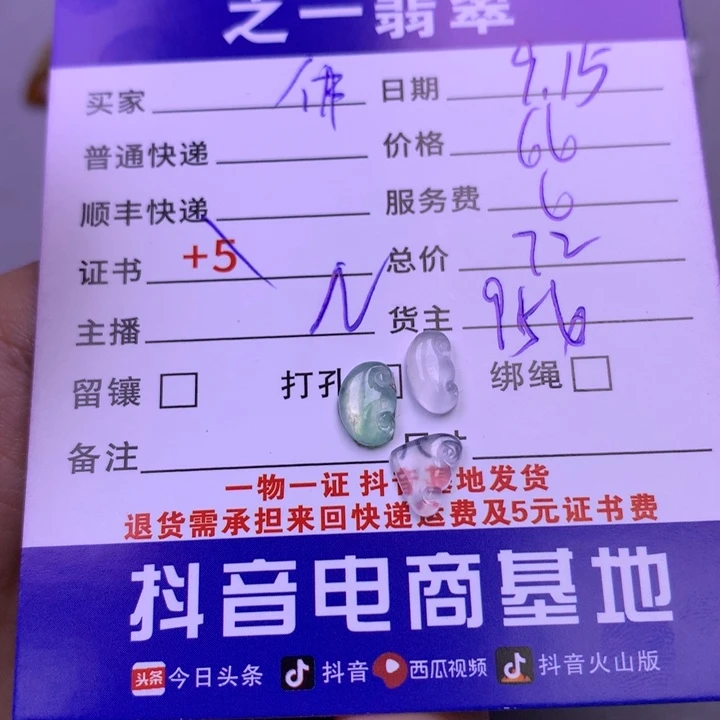 之一翡翠
买家 佛 日期 9.15
普通快递 价格 66
顺丰快递 服务费 6
证书 +5 总价 72
主播 N 货主 956
留镶 打孔 绑绳
备注
一物一证 抖音基地发货
退货需承担来回快递运费及5元证书费
抖音电商基地
头条 今日头条 抖音 西瓜视频 抖音火山版